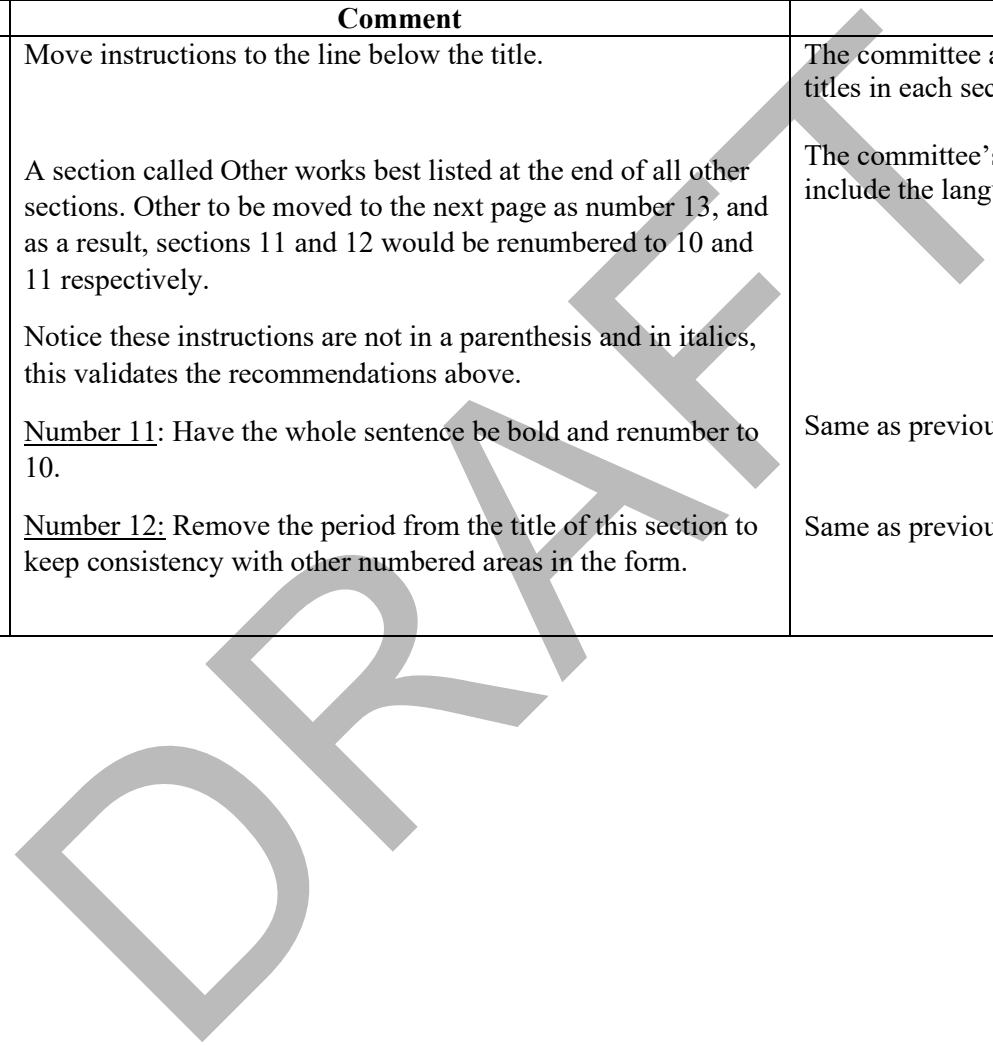 Comment
Move instructions to the line below the title.
A section called Other works best listed at the end of all other
sections. Other to be moved to the next page as number 13, and
as a result, sections 11 and 12 would be renumbered to 10 and
11 respectively.
Notice these instructions are not in a parenthesis and in italics,
this validates the recommendations above.
Number 11: Have the whole sentence be bold and renumber to
10.
Number 12: Remove the period from the title of this section to
keep consistency with other numbered areas in the form.
The committee
titles in each
The committee's
include the
Same as
Same as
DRAFT